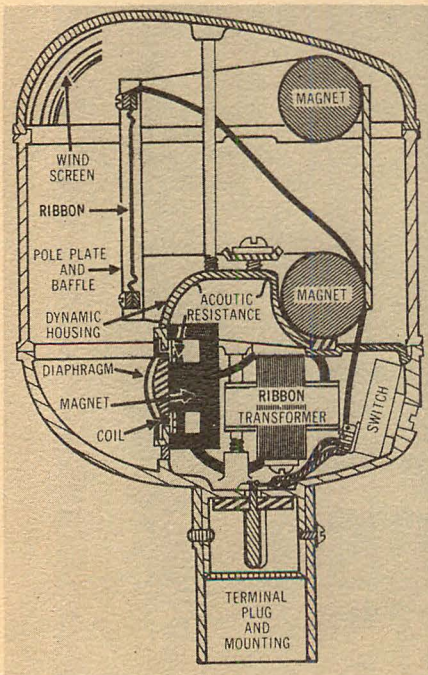 MAGNET
WIND
SCREEN
RIBBON
POLE PLATE
AND
BAFFLE
DYNAMIC
HOUSING
ACOUTIC
RESISTANCE
MAGNET
DIAPHRAGM
MAGNET
COIL
RIBBON
TRANSFORMER
SWITCH
TERMINAL
PLUG
AND
MOUNTING